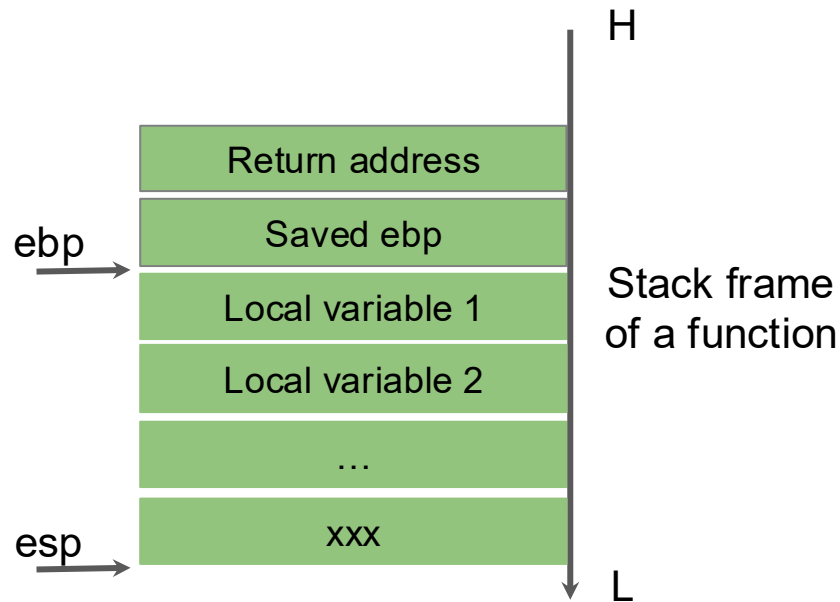 H
Return address
Saved ebp
ebp
Local variable 1
Stack frame
of a function
Local variable 2
...
xxx
esp
L